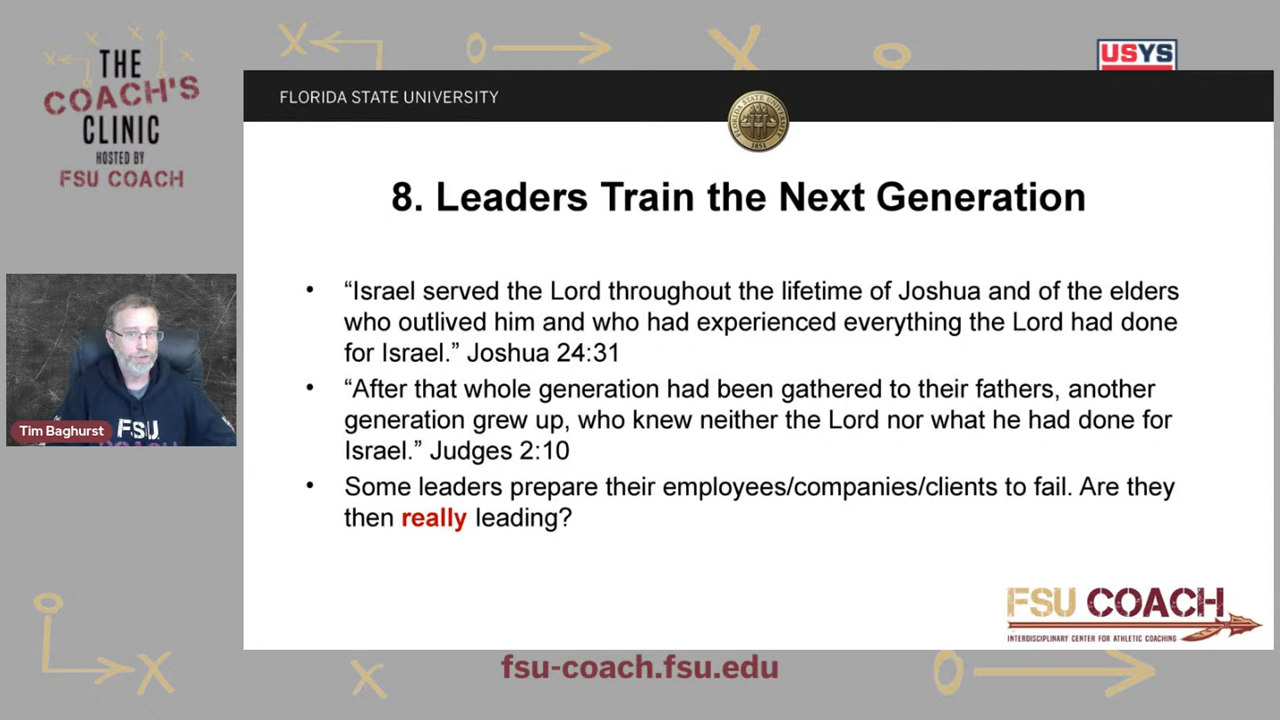 THE
COACH'S
CLINIC
HOSTED BY
FSU COACH
USYS
FLORIDA STATE UNIVERSITY
FLORIDA STATE UNIVERSITY
1851
8. Leaders Train the Next Generation
• “Israel served the Lord throughout the lifetime of Joshua and of the elders
who outlived him and who had experienced everything the Lord had done
for Israel.” Joshua 24:31
• “After that whole generation had been gathered to their fathers, another
generation grew up, who knew neither the Lord nor what he had done for
Israel.” Judges 2:10
• Some leaders prepare their employees/companies/clients to fail. Are they
then really leading?
FSU
COACH
Tim Baghurst
FSU COACH
INTERDISCIPLINARY CENTER FOR ATHLETIC COACHING
fsu-coach.fsu.edu